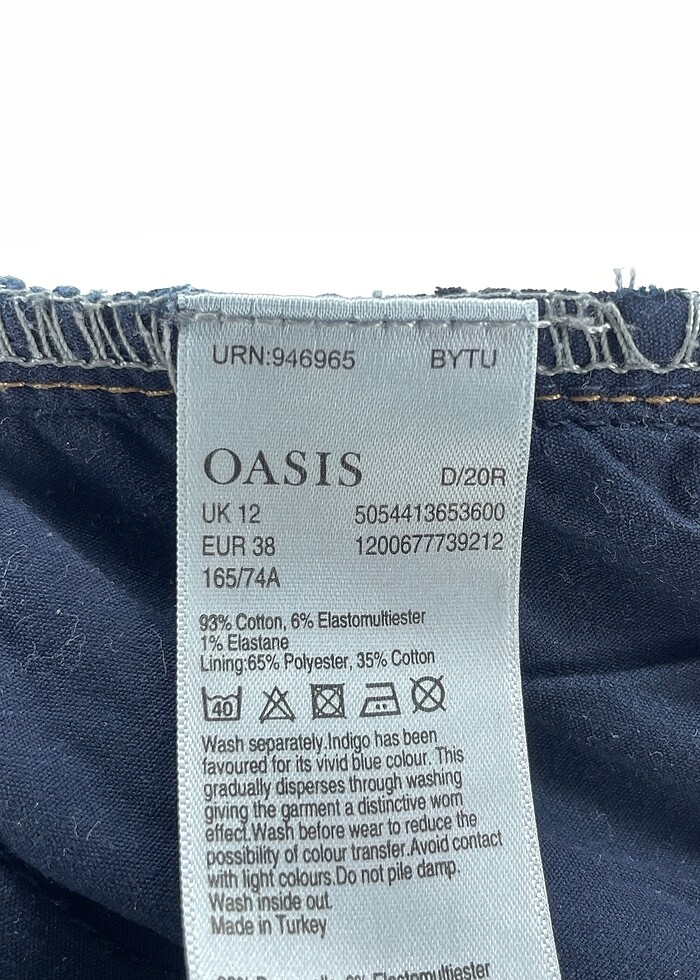 URN:946965 BYTU
OASIS D/20R
UK 12 5054413653600
EUR 38 1200677739212
165/74A
93% Cotton, 6% Elastomultiester
1% Elastane
Lining:65% Polyester, 35% Cotton
40
Wash separately.Indigo has been
favoured for its vivid blue colour. This
gradually disperses through washing
giving the garment a distinctive worn
effect.Wash before wear to reduce the
possibility of colour transfer.Avoid contact
with light colours.Do not pile damp.
Wash inside out.
Made in Turkey
Elastomultiester